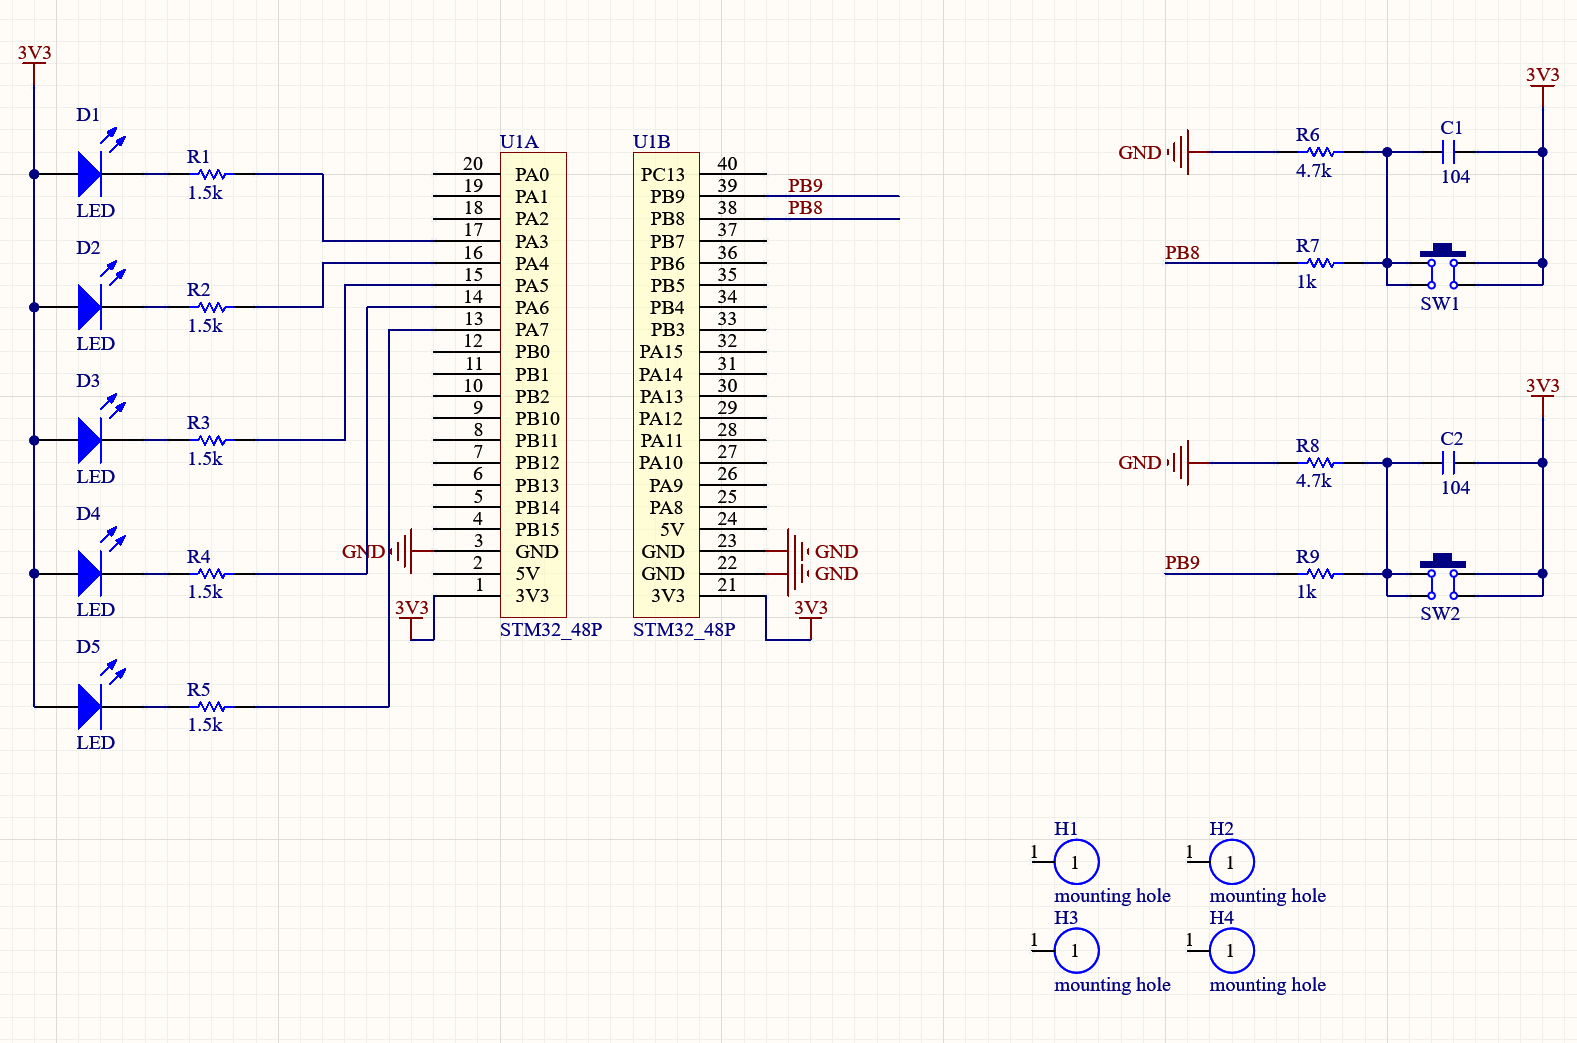 3V3
D1
R1
1.5k
LED
D2
R2
1.5k
LED
D3
R3
1.5k
LED
D4
R4
1.5k
LED
D5
R5
1.5k
LED
U1A
20 PA0
19 PA1
18 PA2
17 PA3
16 PA4
15 PA5
14 PA6
13 PA7
12 PB0
11 PB1
10 PB2
9 PB10
8 PB11
7 PB12
6 PB13
5 PB14
4 PB15
GND 3 GND
2 5V
3V3 1 3V3
STM32_48P
U1B
PC13 40
PB9 39 PB9
PB8 38 PB8
PB7 37
PB6 36
PB5 35
PB4 34
PB3 33
PA15 32
PA14 31
PA13 30
PA12 29
PA11 28
PA10 27
PA9 26
PA8 25
5V 24
GND 23 GND
GND 22 GND
3V3 21 3V3
STM32_48P
3V3
GND
R6
4.7k
C1
104
PB8
R7
1k
SW1
3V3
GND
R8
4.7k
C2
104
PB9
R9
1k
SW2
H1
1 1
mounting hole
H2
1 1
mounting hole
H3
1 1
mounting hole
H4
1 1
mounting hole